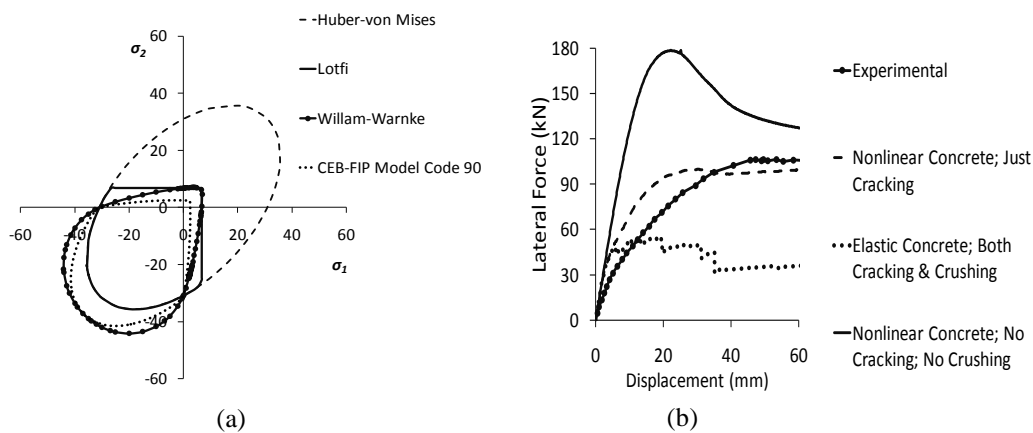 Huber-von Mises
Lotfi
Willam-Warnke
CEB-FIP Model Code 90
σ2
60
40
20
0
-20
-40
-60
-60 -40 -20 0 20 40 60
σ1
(a)
Lateral Force (kN)
180
150
120
90
60
30
0
0 20 40 60
Displacement (mm)
Experimental
Nonlinear Concrete; Just
Cracking
Elastic Concrete; Both
Cracking & Crushing
Nonlinear Concrete; No
Cracking; No Crushing
(b)